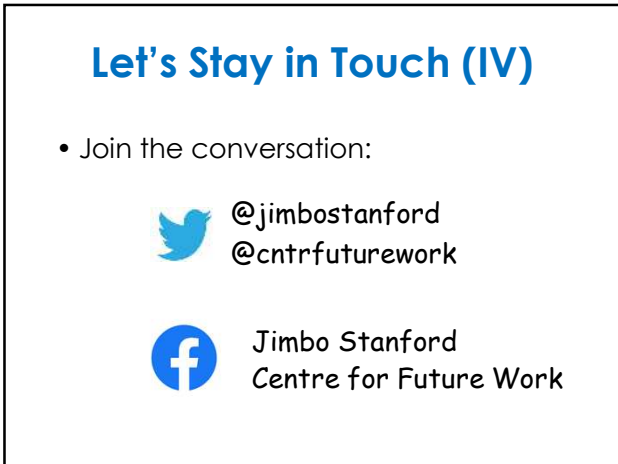 Let’s Stay in Touch (IV)
• Join the conversation:
@jimbostanford
@cntrfuturework
Jimbo Stanford
Centre for Future Work